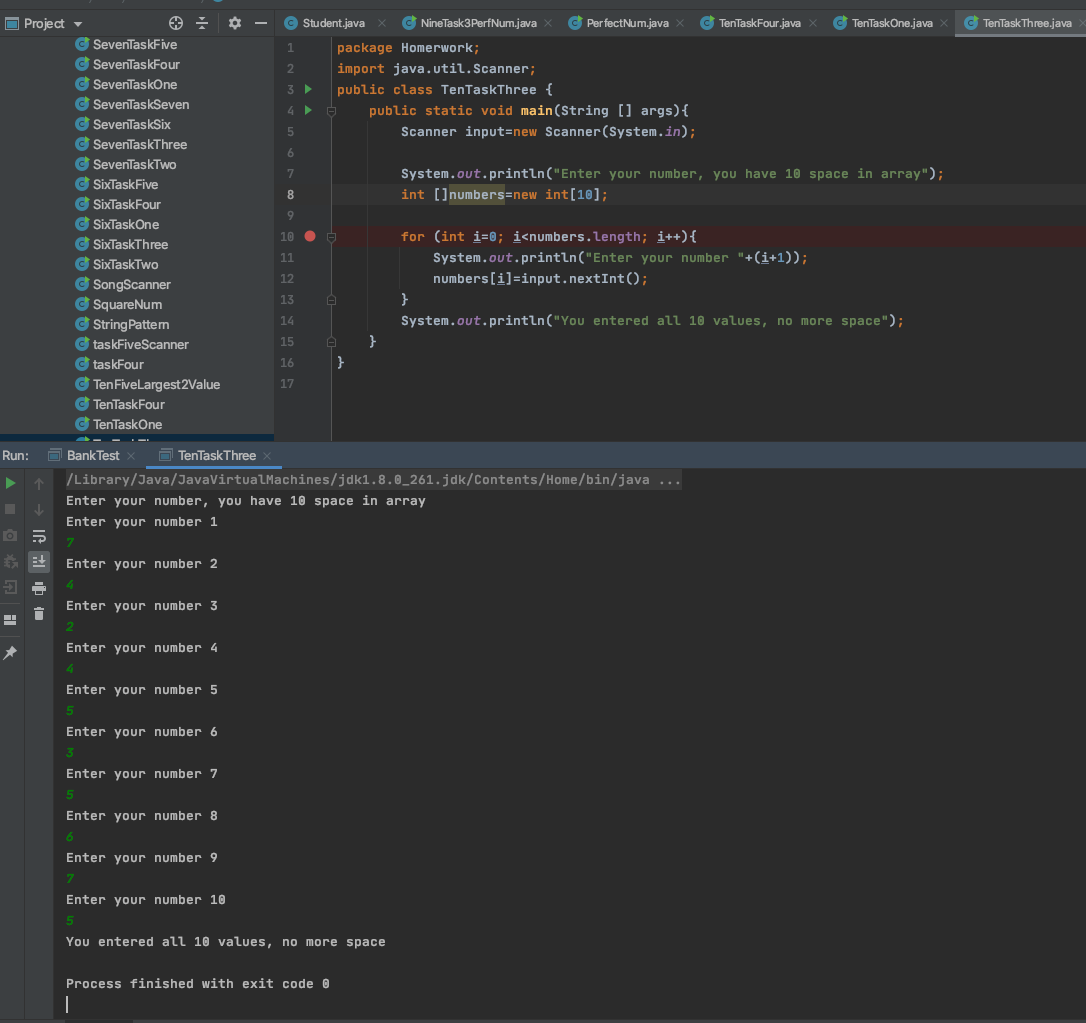 Project
Student.java
NineTask3PerfNum.java
PerfectNum.java
TenTaskFour.java
TenTaskOne.java
TenTaskThree.java
SevenTaskFive
SevenTaskFour
SevenTaskOne
SevenTaskSeven
SevenTaskSix
SevenTaskThree
SevenTaskTwo
SixTaskFive
SixTaskFour
SixTaskOne
SixTaskThree
SixTaskTwo
SongScanner
SquareNum
StringPattern
taskFiveScanner
taskFour
TenFiveLargest2Value
TenTaskFour
TenTaskOne
1 package Homerwork;
2 import java.util.Scanner;
3 public class TenTaskThree {
4 public static void main(String [] args){
5 Scanner input=new Scanner(System.in);
6
7 System.out.println("Enter your number, you have 10 space in array");
8 int []numbers=new int[10];
9
10 for (int i=0; i<numbers.length; i++){
11 System.out.println("Enter your number "+(i+1));
12 numbers[i]=input.nextInt();
13 }
14 System.out.println("You entered all 10 values, no more space");
15 }
16 }
17
Run:
BankTest
TenTaskThree
/Library/Java/JavaVirtualMachines/jdk1.8.0_261.jdk/Contents/Home/bin/java ...
Enter your number, you have 10 space in array
Enter your number 1
7
Enter your number 2
4
Enter your number 3
2
Enter your number 4
4
Enter your number 5
5
Enter your number 6
3
Enter your number 7
5
Enter your number 8
6
Enter your number 9
7
Enter your number 10
5
You entered all 10 values, no more space
Process finished with exit code 0